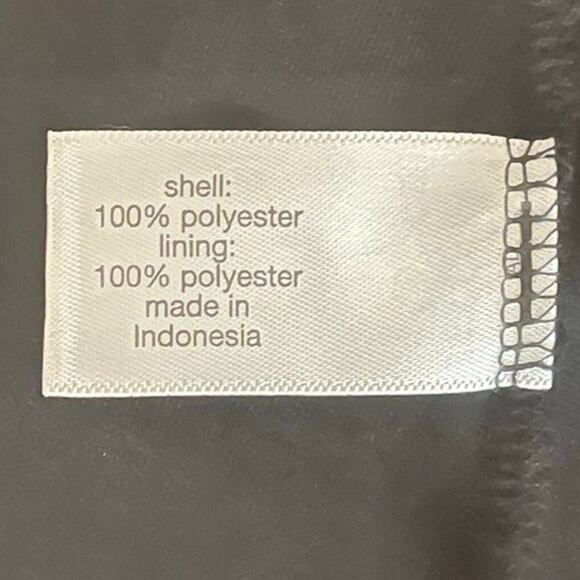 shell:
100% polyester
lining:
100% polyester
made in
Indonesia